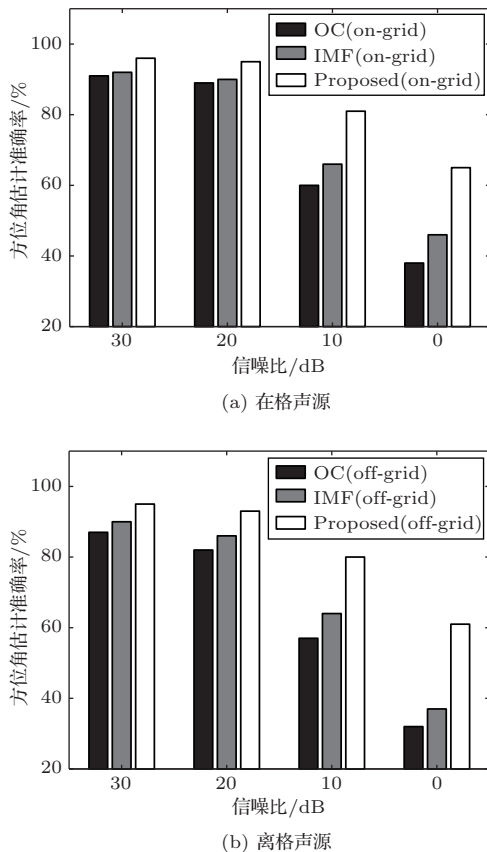 100
80
60
40
20
方位角估计准确率/%
OC(on-grid)
IMF(on-grid)
Proposed(on-grid)
30 20 10 0
信噪比/dB
(a) 在格声源
100
80
60
40
20
方位角估计准确率/%
OC(off-grid)
IMF(off-grid)
Proposed(off-grid)
30 20 10 0
信噪比/dB
(b) 离格声源